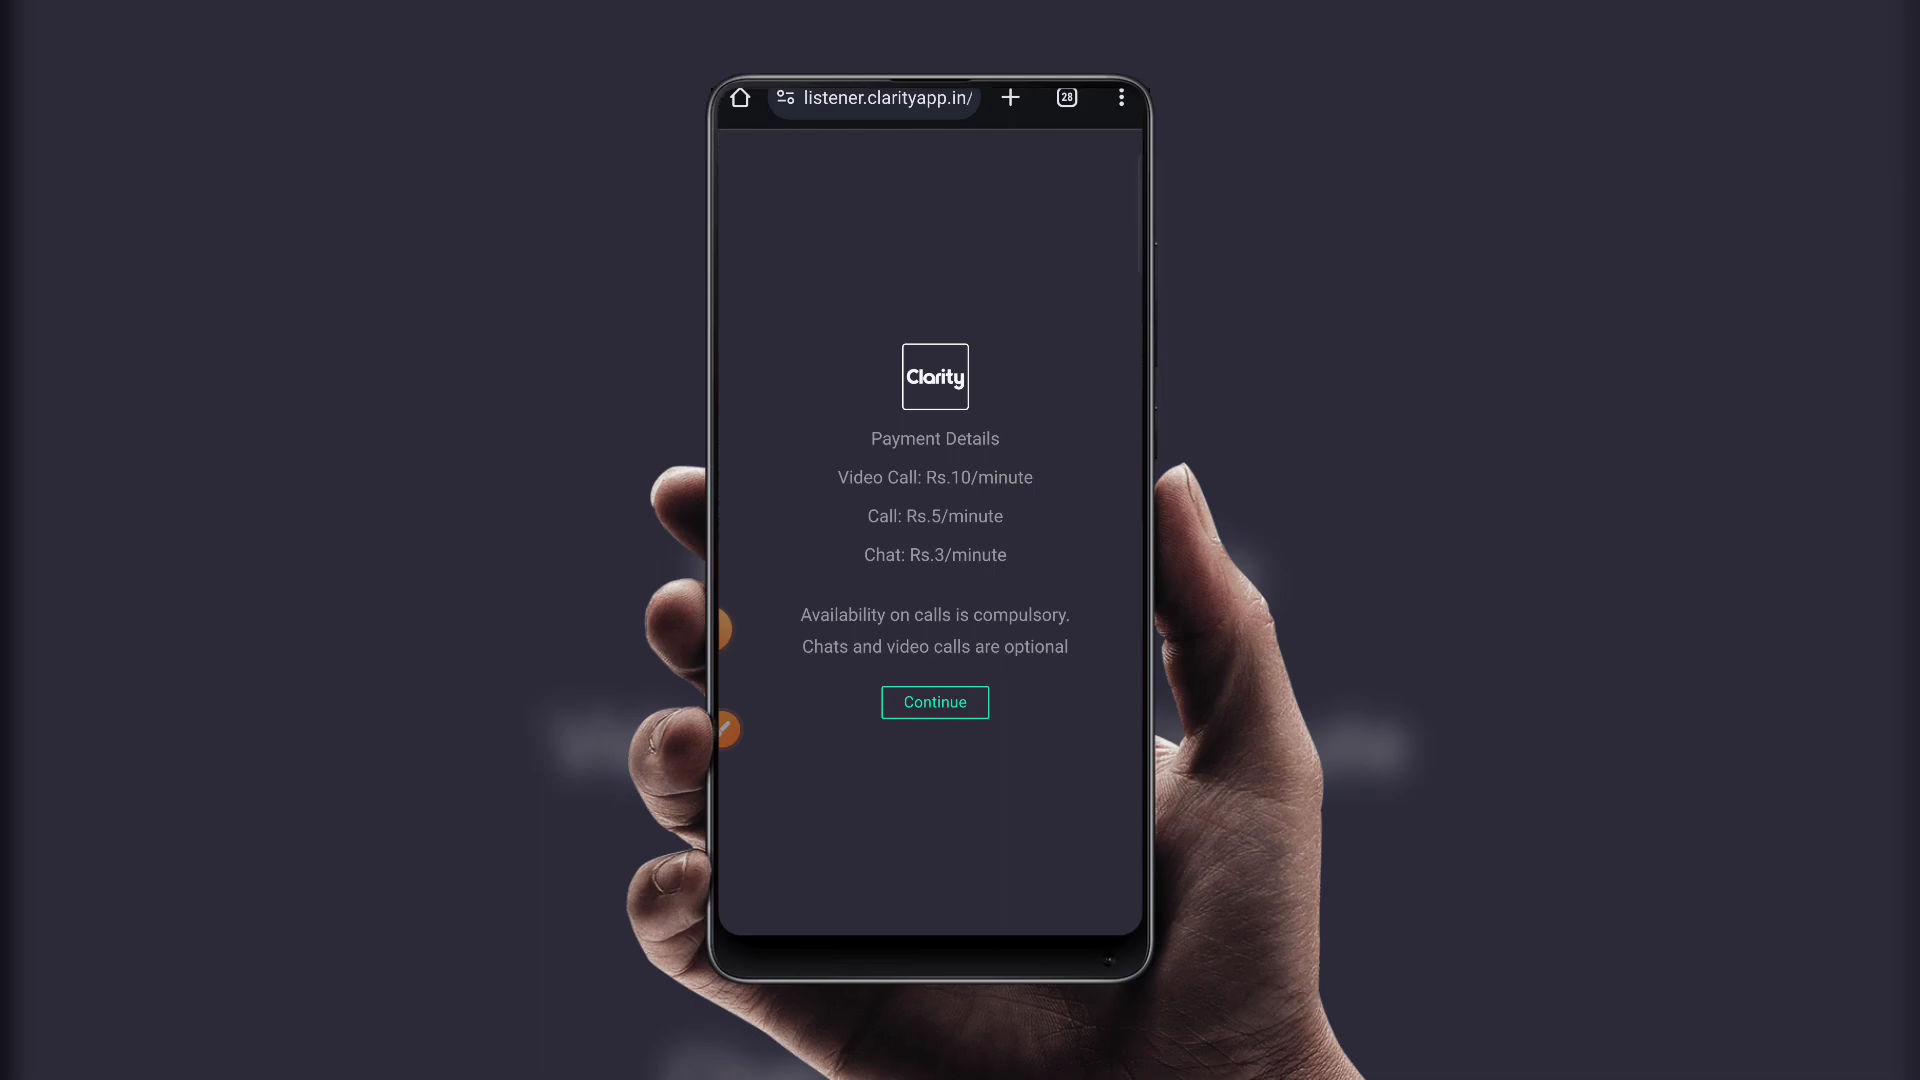 listener.clarityapp.in/
28
Clarity
Payment Details
Video Call: Rs.10/minute
Call: Rs.5/minute
Chat: Rs.3/minute
Availability on calls is compulsory.
Chats and video calls are optional
Continue